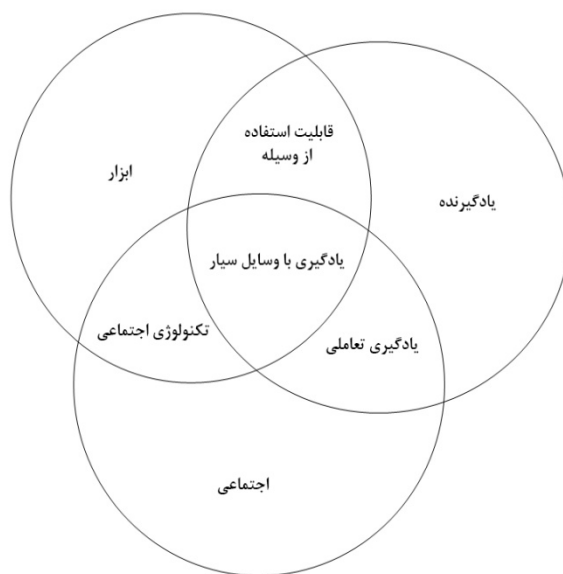 قابلیت استفاده
از وسیله
ابزار
یادگیرنده
یادگیری با وسایل سیار
تکنولوژی اجتماعی
یادگیری تعاملی
اجتماعی